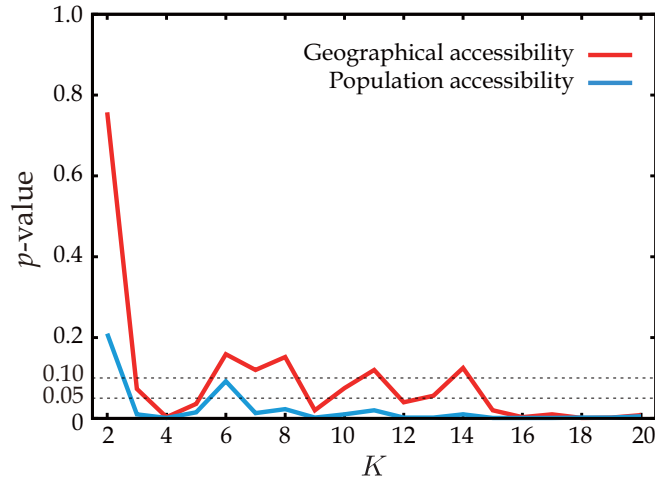 1.0
Geographical accessibility
Population accessibility
0.8
0.6
p-value
0.4
0.2
0.10
0.05
0
2 4 6 8 10 12 14 16 18 20
K